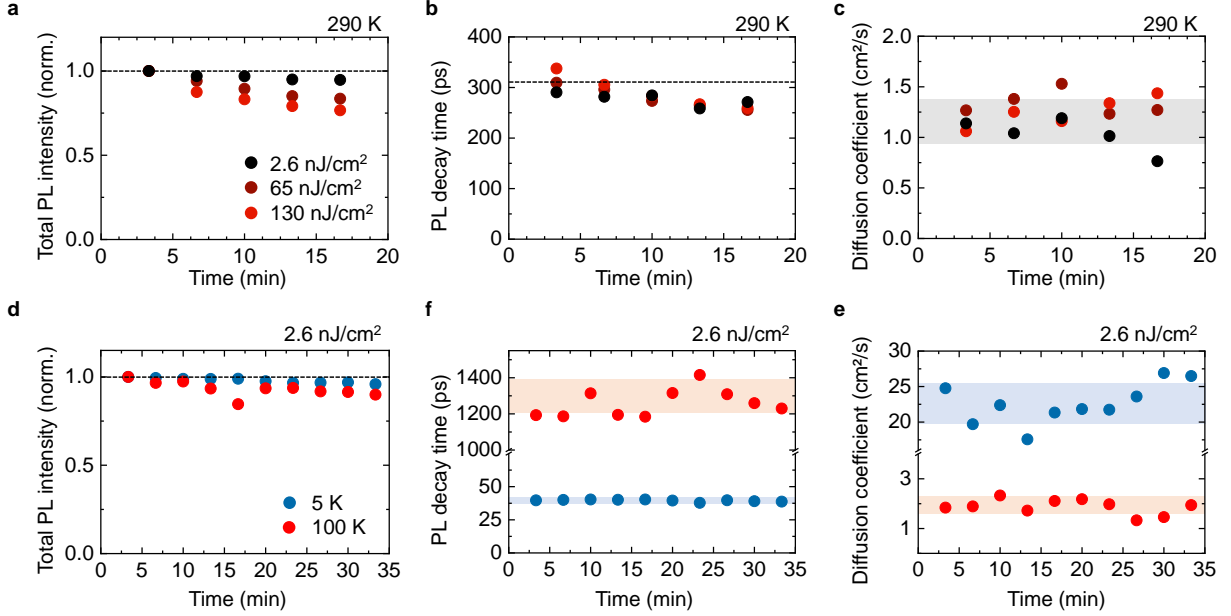 a
290 K
Total PL intensity (norm.)
1.0
0.5
0.0
2.6 nJ/cm²
65 nJ/cm²
130 nJ/cm²
0 5 10 15 20
Time (min)
b
290 K
PL decay time (ps)
400
300
200
100
0
0 5 10 15 20
Time (min)
c
290 K
Diffusion coefficient (cm²/s)
2.0
1.5
1.0
0.5
0.0
0 5 10 15 20
Time (min)
d
2.6 nJ/cm²
Total PL intensity (norm.)
1.0
0.5
0.0
5 K
100 K
0 5 10 15 20 25 30 35
Time (min)
f
2.6 nJ/cm²
PL decay time (ps)
1400
1200
1000
50
25
0
0 5 10 15 20 25 30 35
Time (min)
e
2.6 nJ/cm²
Diffusion coefficient (cm²/s)
30
25
20
3
2
1
0 5 10 15 20 25 30 35
Time (min)